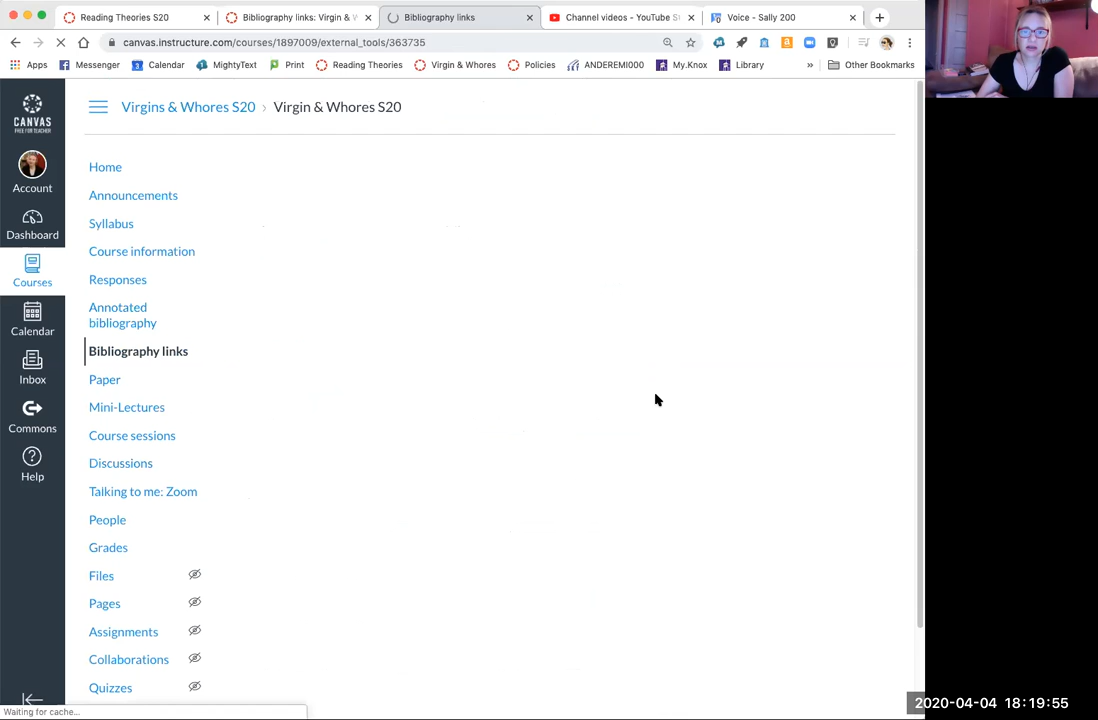 Reading Theories S20
Bibliography links: Virgin & W
Bibliography links
Channel videos - YouTube S
Voice - Sally 200
canvas.instructure.com/courses/1897009/external_tools/363735
Apps
Messenger
Calendar
MightyText
Print
Reading Theories
Virgin & Whores
Policies
ANDEREMI000
My.Knox
Library
»
Other Bookmarks
CANVAS
FREE FOR TEACHER
Account
Dashboard
Courses
Calendar
Inbox
Commons
Help
Virgins & Whores S20 › Virgin & Whores S20
Home
Announcements
Syllabus
Course information
Responses
Annotated
bibliography
Bibliography links
Paper
Mini-Lectures
Course sessions
Discussions
Talking to me: Zoom
People
Grades
Files
Pages
Assignments
Collaborations
Quizzes
Waiting for cache...
2020-04-04 18:19:55